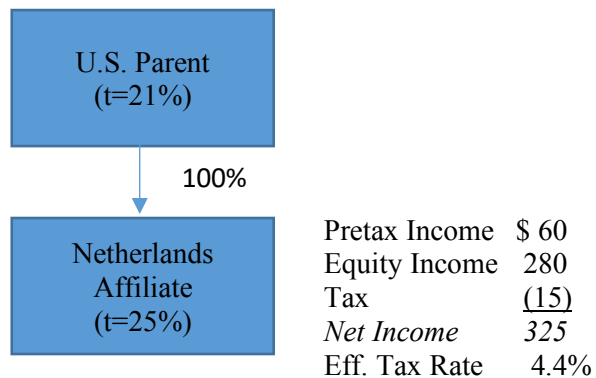 U.S. Parent
(t=21%)
100%
Netherlands
Affiliate
(t=25%)
Pretax Income $ 60
Equity Income 280
Tax (15)
Net Income 325
Eff. Tax Rate 4.4%